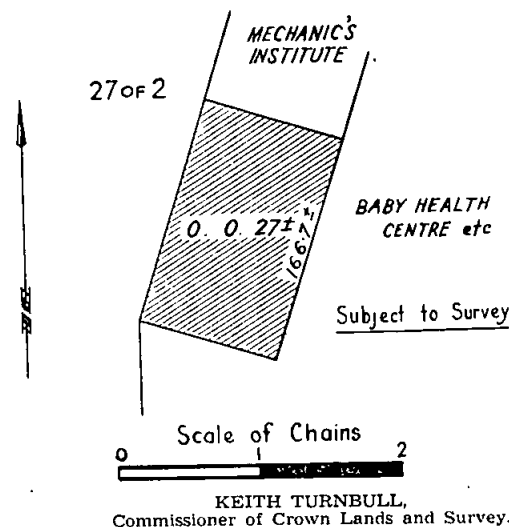 MECHANIC'S
INSTITUTE
27 OF 2
0. 0. 27±
166.7±
BABY HEALTH
CENTRE etc
Subject to Survey
Scale of Chains
0 1 2
KEITH TURNBULL,
Commissioner of Crown Lands and Survey.